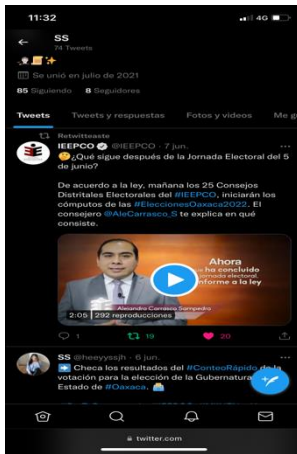 11:32
4G
SS
74 Tweets
Se unió en julio de 2021
85 Siguiendo 8 Seguidores
Tweets Tweets y respuestas Fotos y videos Me g
Retwitteaste
IEEPCO @IEEPCO · 7 jun.
¿Qué sigue después de la Jornada Electoral del 5
de junio?
De acuerdo a la ley, mañana los 25 Consejos
Distritales Electorales del #IEEPCO, iniciarán los
cómputos de las #EleccionesOaxaca2022. El
consejero @AleCarrasco_S te explica en qué
consiste.
Ahora
ha concluido
jornada electoral
nforme a la ley
Alejandro Carrasco Sampedro
2:05 292 reproducciones
1 19 20
SS @heeyyssjh · 6 jun.
Checa los resultados del #ConteoRápido de la
votación para la elección de la Gubernatura
Estado de #Oaxaca.
twitter.com